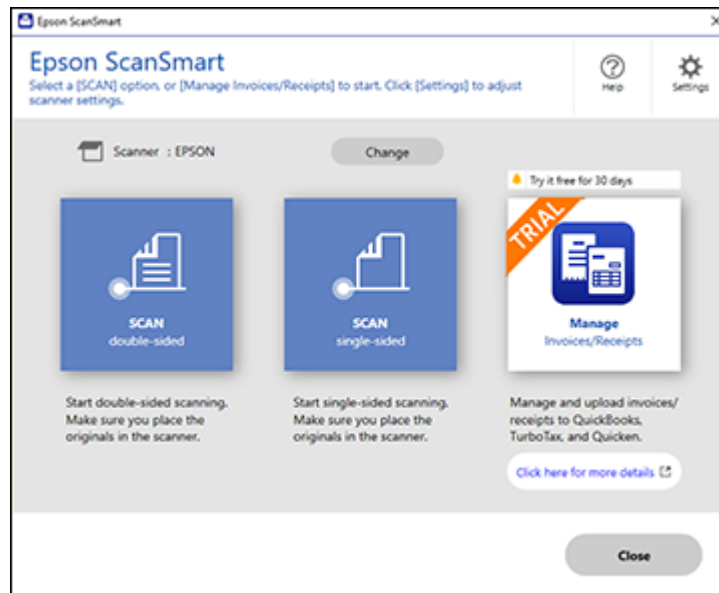 Epson ScanSmart
Epson ScanSmart
Select a [SCAN] option, or [Manage Invoices/Receipts] to start. Click [Settings] to adjust
scanner settings.
Help
Settings
Scanner : EPSON
Change
Try it free for 30 days
SCAN
double-sided
SCAN
single-sided
TRIAL
Manage
Invoices/Receipts
Start double-sided scanning.
Make sure you place the
originals in the scanner.
Start single-sided scanning.
Make sure you place the
originals in the scanner.
Manage and upload invoices/
receipts to QuickBooks,
TurboTax, and Quicken.
Click here for more details
Close